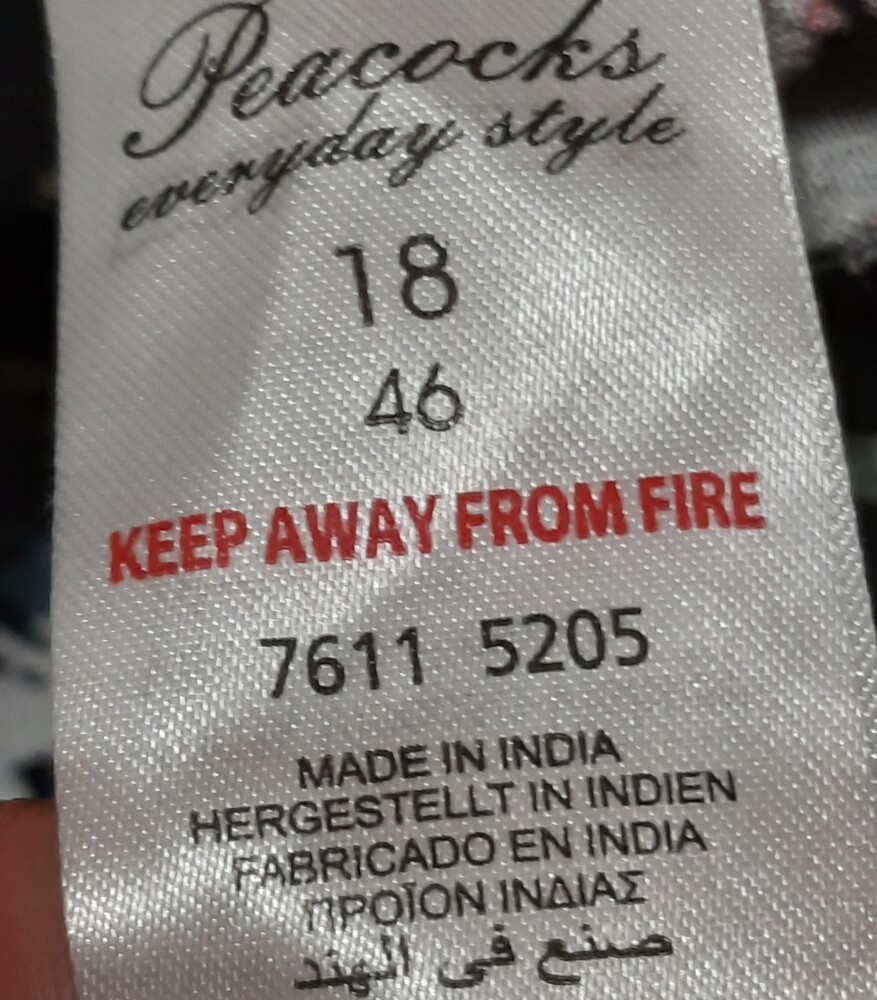 Peacocks
everyday style
18
46
KEEP AWAY FROM FIRE
7611 5205
MADE IN INDIA
HERGESTELLT IN INDIEN
FABRICADO EN INDIA
ΠΡΟΪΟΝ ΙΝΔΙΑΣ
صنع في الهند